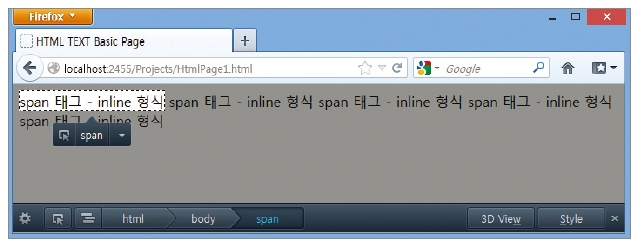 Firefox
HTML TEXT Basic Page
localhost:2455/Projects/HtmlPage1.html
Google
span 태그 - inline 형식 span 태그 - inline 형식 span 태그 - inline 형식 span 태그 - inline 형식
span 태그 - inline 형식
span
html body span 3D View Style